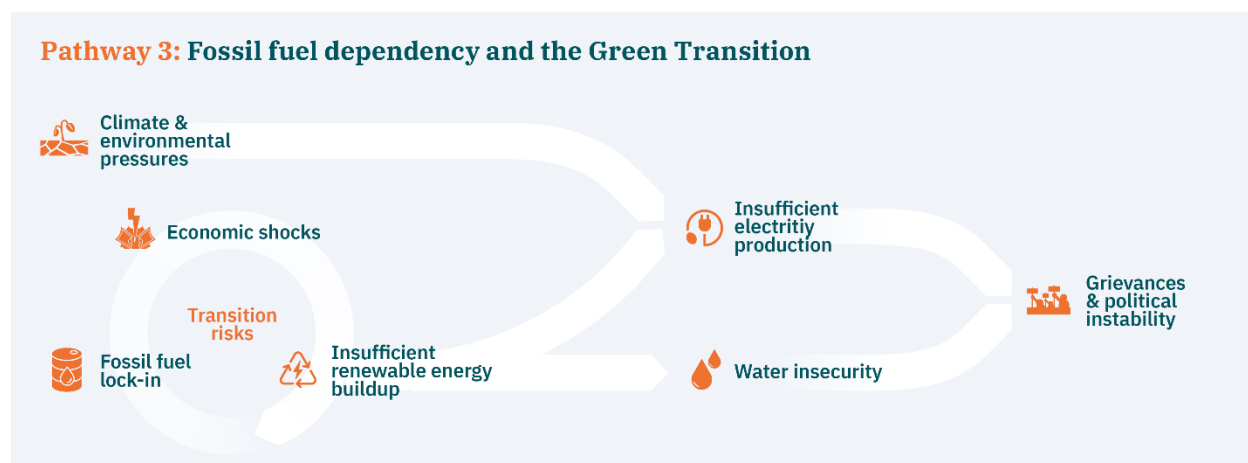 Pathway 3: Fossil fuel dependency and the Green Transition
Climate &
environmental
pressures
Economic shocks
Transition
risks
Fossil fuel
lock-in
Insufficient
renewable energy
buildup
Insufficient
electritiy
production
Water insecurity
Grievances
& political
instability